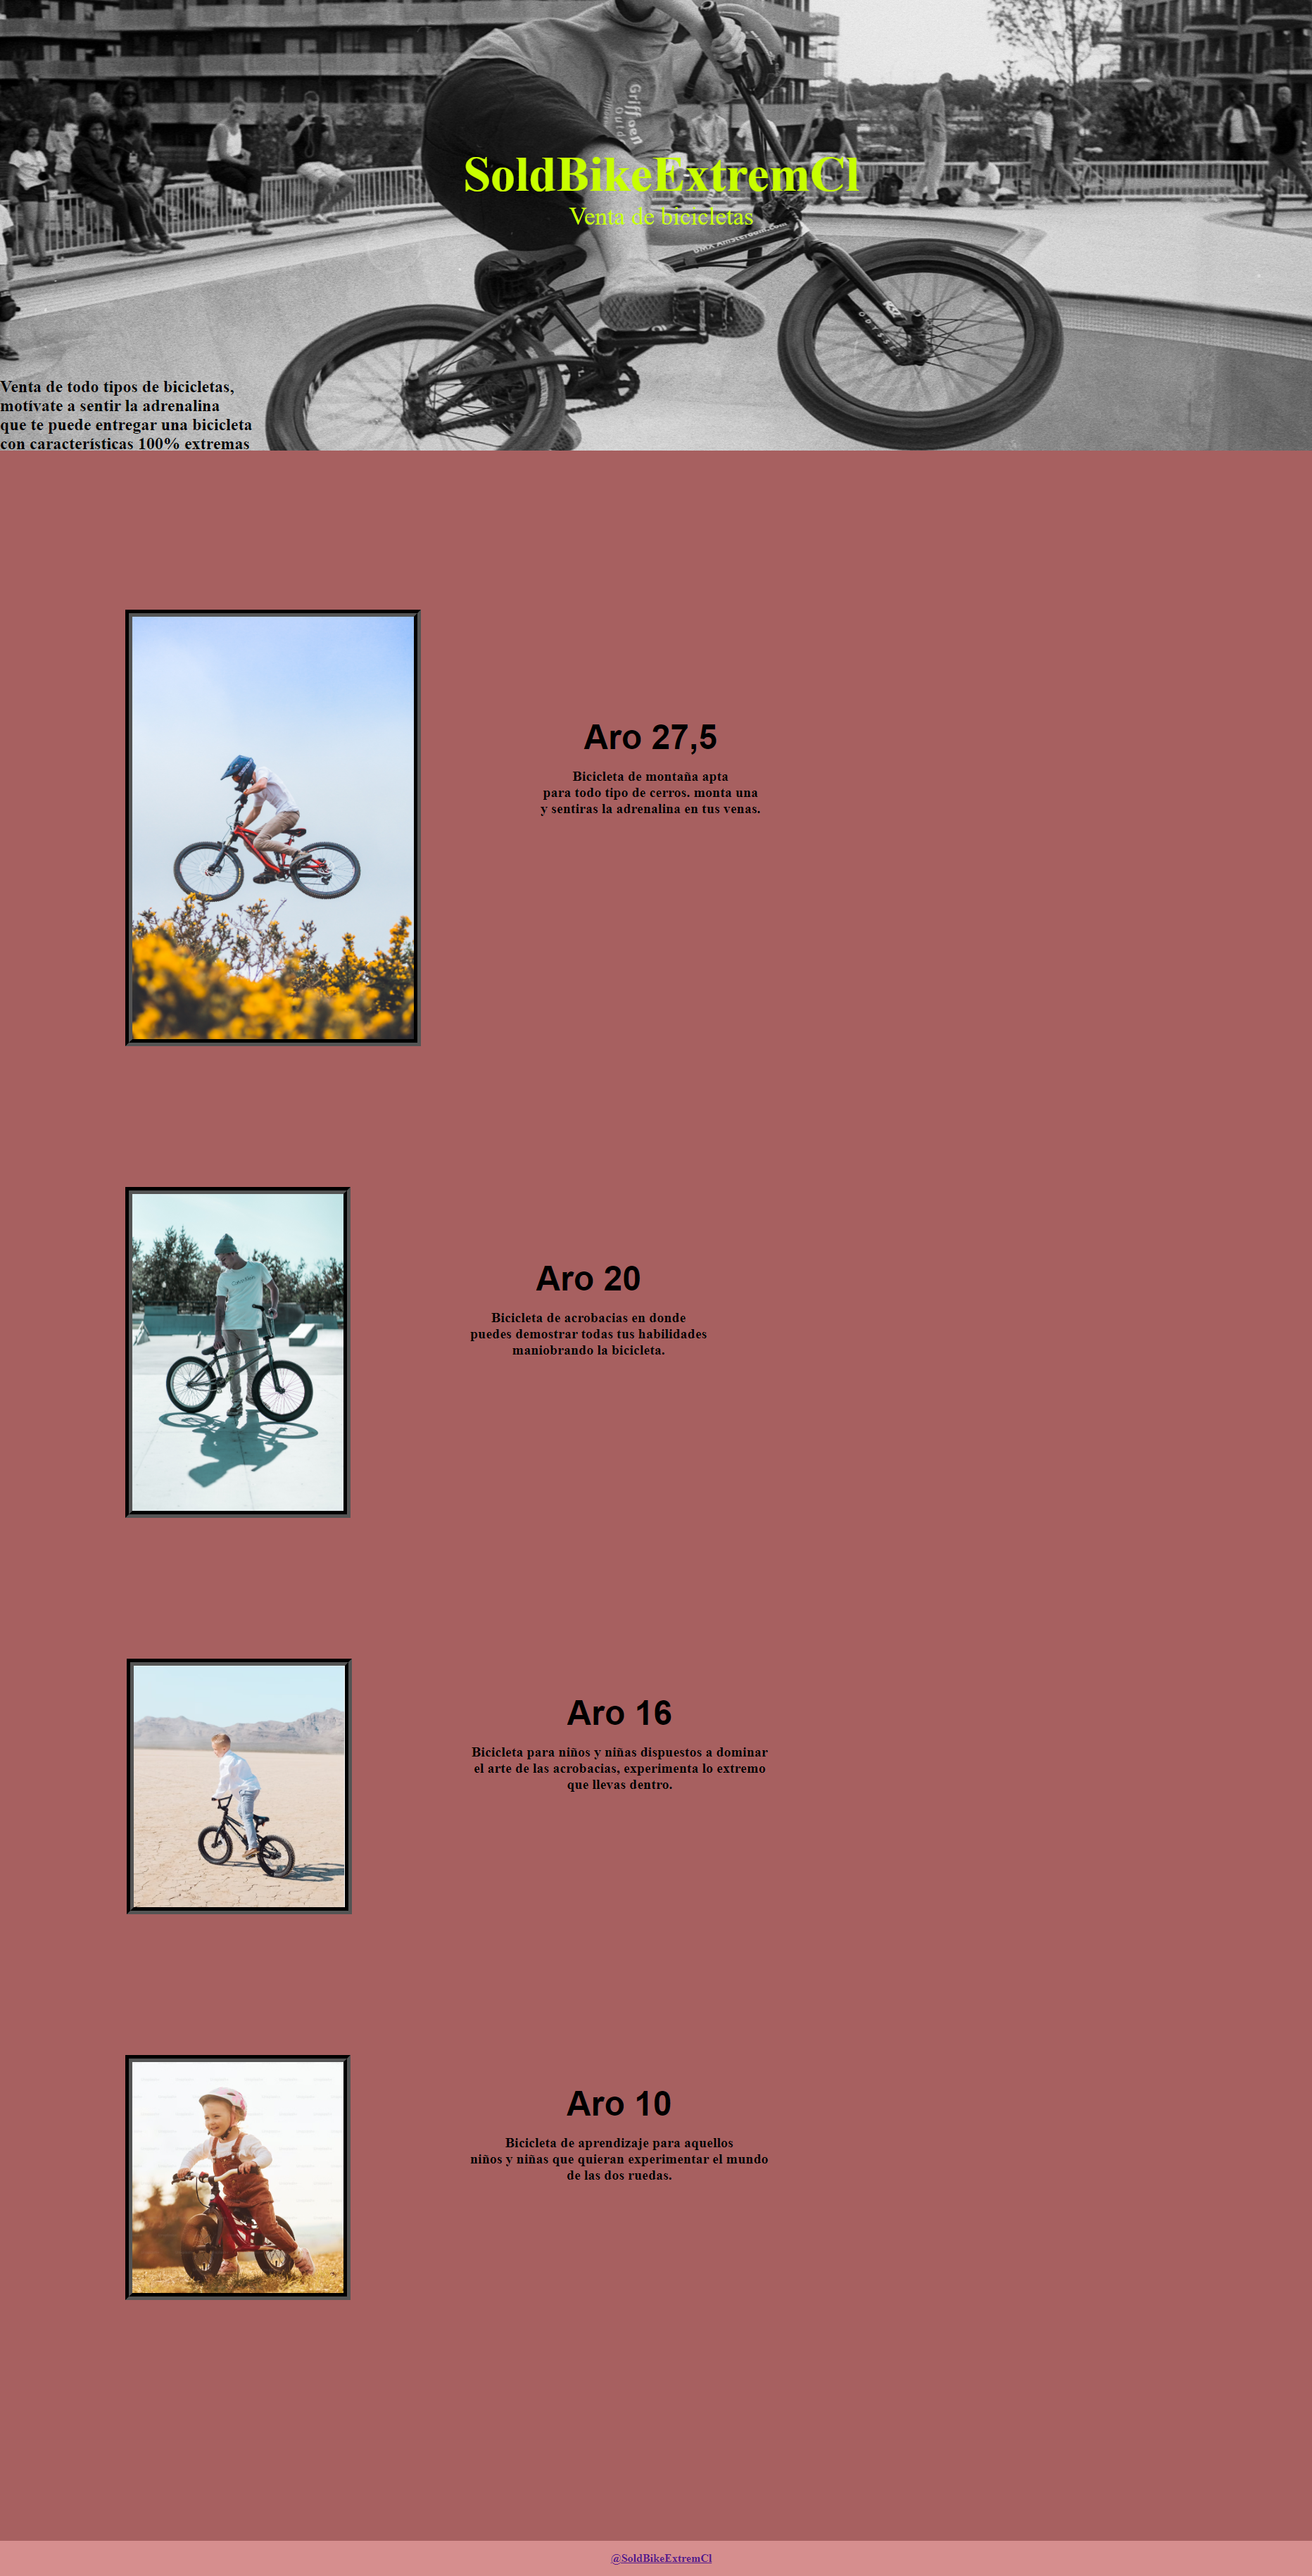 Griffoen
SoldBikeExtremCl
Venta de bicicletas
BMX Amsterdam.com
ODYSSEY
Venta de todo tipos de bicicletas,
motívate a sentir la adrenalina
que te puede entregar una bicicleta
con características 100% extremas
Aro 27,5
Bicicleta de montaña apta
para todo tipo de cerros. monta una
y sentiras la adrenalina en tus venas.
Aro 20
Bicicleta de acrobacias en donde
puedes demostrar todas tus habilidades
maniobrando la bicicleta.
Aro 16
Bicicleta para niños y niñas dispuestos a dominar
el arte de las acrobacias, experimenta lo extremo
que llevas dentro.
Aro 10
Bicicleta de aprendizaje para aquellos
niños y niñas que quieran experimentar el mundo
de las dos ruedas.
@SoldBikeExtremCl